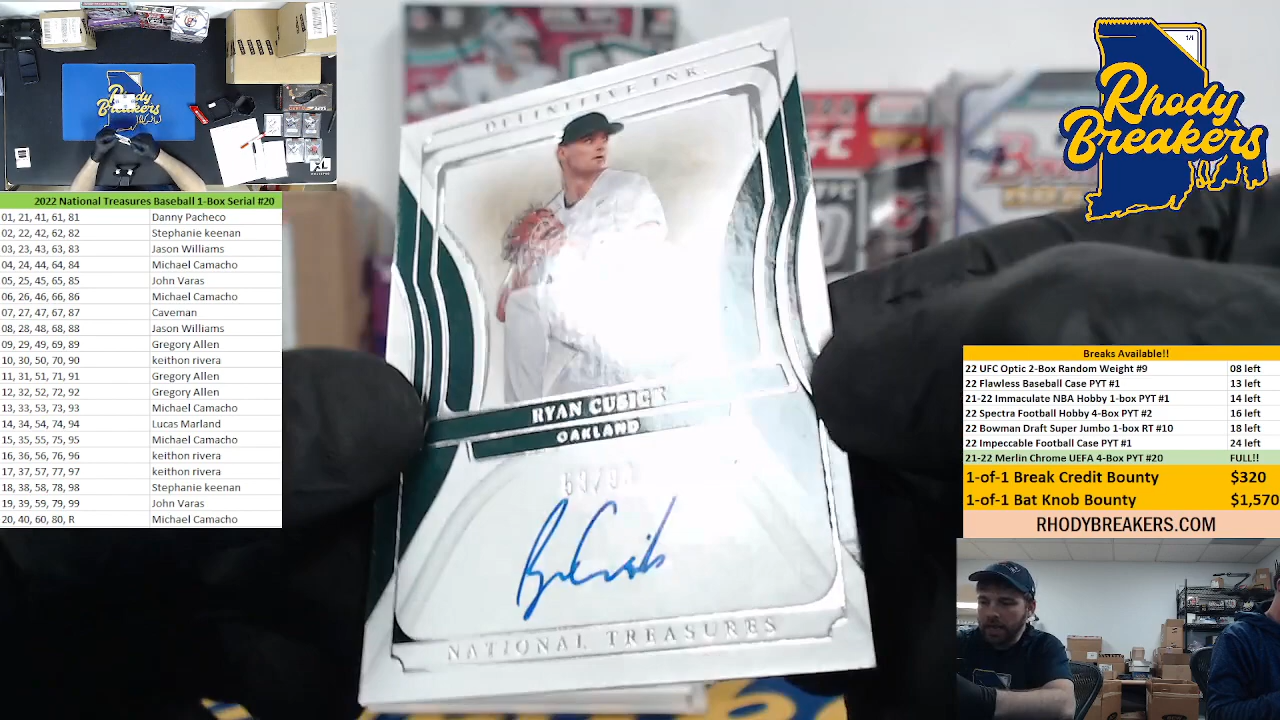 2022 National Treasures Baseball 1-Box Serial #20
01, 21, 41, 61, 81 Danny Pacheco
02, 22, 42, 62, 82 Stephanie keenan
03, 23, 43, 63, 83 Jason Williams
04, 24, 44, 64, 84 Michael Camacho
05, 25, 45, 65, 85 John Varas
06, 26, 46, 66, 86 Michael Camacho
07, 27, 47, 67, 87 Caveman
08, 28, 48, 68, 88 Jason Williams
09, 29, 49, 69, 89 Gregory Allen
10, 30, 50, 70, 90 keithon rivera
11, 31, 51, 71, 91 Gregory Allen
12, 32, 52, 72, 92 Gregory Allen
13, 33, 53, 73, 93 Michael Camacho
14, 34, 54, 74, 94 Lucas Marland
15, 35, 55, 75, 95 Michael Camacho
16, 36, 56, 76, 96 keithon rivera
17, 37, 57, 77, 97 keithon rivera
18, 38, 58, 78, 98 Stephanie keenan
19, 39, 59, 79, 99 John Varas
20, 40, 60, 80, R Michael Camacho
Rhody
Breakers
DEFINITIVE INK
RYAN CUSICK
OAKLAND
NATIONAL TREASURES
1/1
Rhody
Breakers
Breaks Available!!
22 UFC Optic 2-Box Random Weight #9 08 left
22 Flawless Baseball Case PYT #1 13 left
21-22 Immaculate NBA Hobby 1-box PYT #1 14 left
22 Spectra Football Hobby 4-Box PYT #2 16 left
22 Bowman Draft Super Jumbo 1-box RT #10 18 left
22 Impeccable Football Case PYT #1 24 left
21-22 Merlin Chrome UEFA 4-Box PYT #20 FULL!!
1-of-1 Break Credit Bounty $320
1-of-1 Bat Knob Bounty $1,570
RHODYBREAKERS.COM